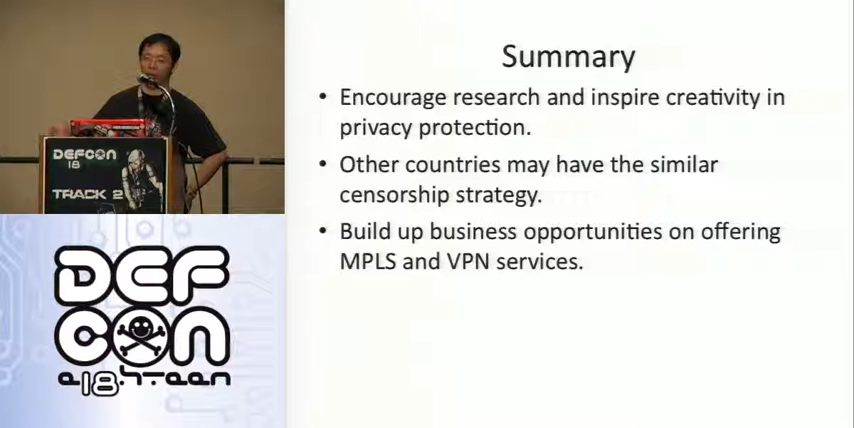 DEFCON
18
TRACK 2
DEF
CON
e18hteen
Summary
• Encourage research and inspire creativity in
privacy protection.
• Other countries may have the similar
censorship strategy.
• Build up business opportunities on offering
MPLS and VPN services.